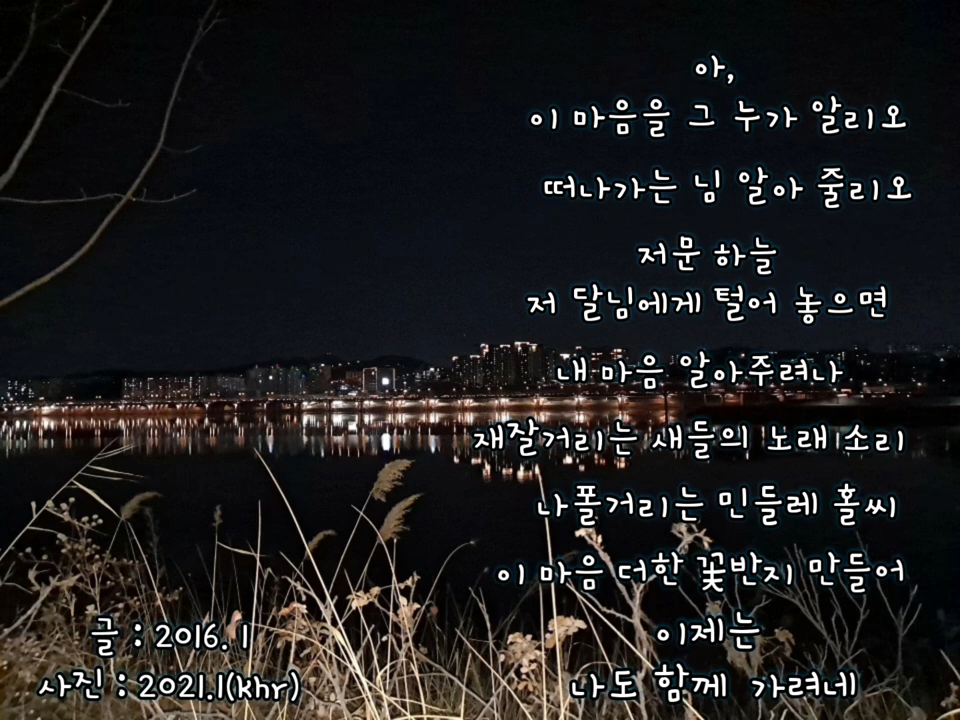 아,
이 마음을 그 누가 알리오
떠나가는 님 알아 줄리오
저문 하늘
저 달님에게 털어 놓으면
내 마음 알아주려나
재잘거리는 새들의 노래 소리
나폴거리는 민들레 홀씨
이 마음 더한 꽃반지 만들어
이제는
나도 함께 가려네
글 : 2016. 1
사진 : 2021.1(khr)